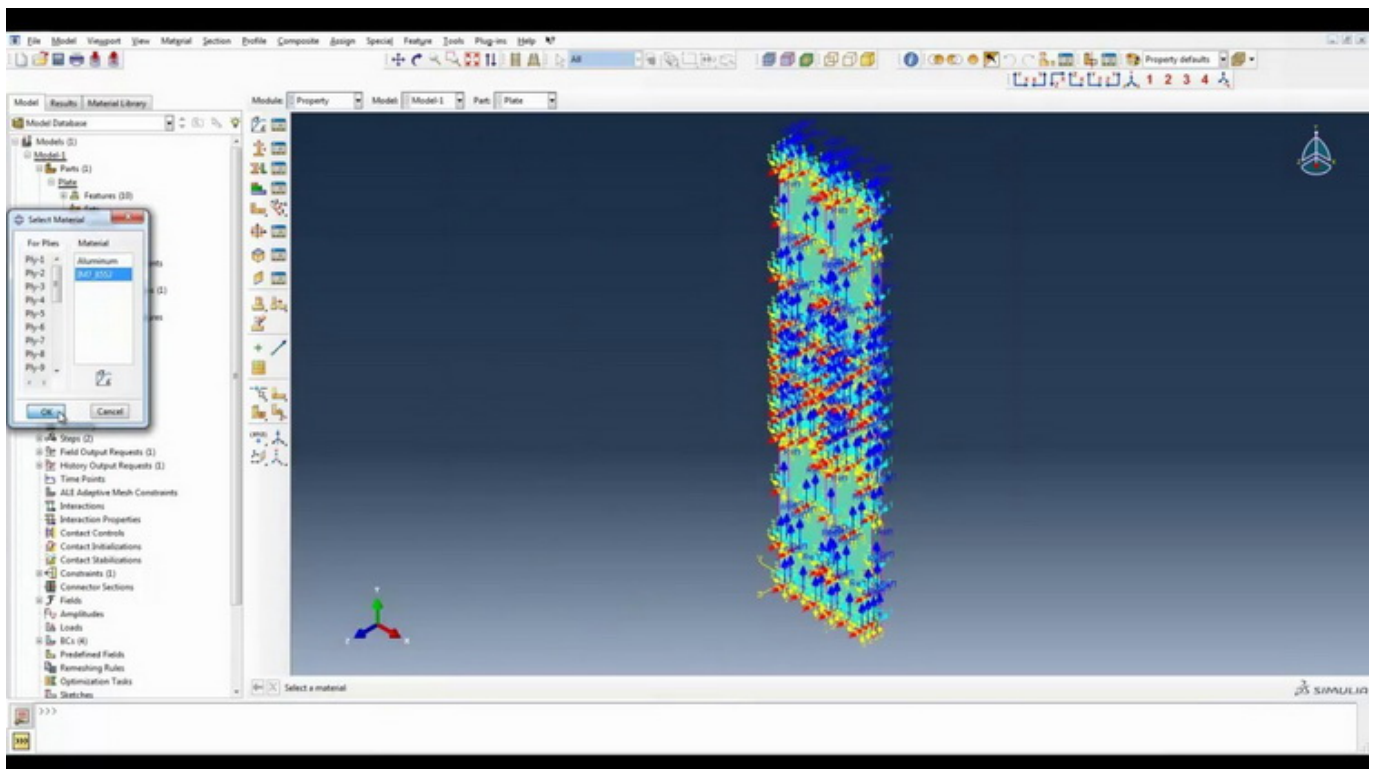 File Model Viewport View Material Section Profile Composite Assign Special Feature Tools Plug-ins Help
All
Property defaults
1 2 3 4
Model Results Material Library
Module: Property Model: Model-1 Part: Plate
Model Database
Models (1)
Model-1
Parts (1)
Plate
Features (10)
Select Material
For Plies Material
Ply-1
Ply-2
Ply-3
Ply-4
Ply-5
Ply-6
Ply-7
Ply-8
Ply-9
Aluminum
IM7_8552
OK Cancel
Steps (2)
Field Output Requests (1)
History Output Requests (1)
Time Points
ALE Adaptive Mesh Constraints
Interactions
Interaction Properties
Contact Controls
Contact Initializations
Contact Stabilizations
Constraints (1)
Connector Sections
Fields
Amplitudes
Loads
BCs (4)
Predefined Fields
Remeshing Rules
Optimization Tasks
Sketches
Select a material
SIMULIA
>>>